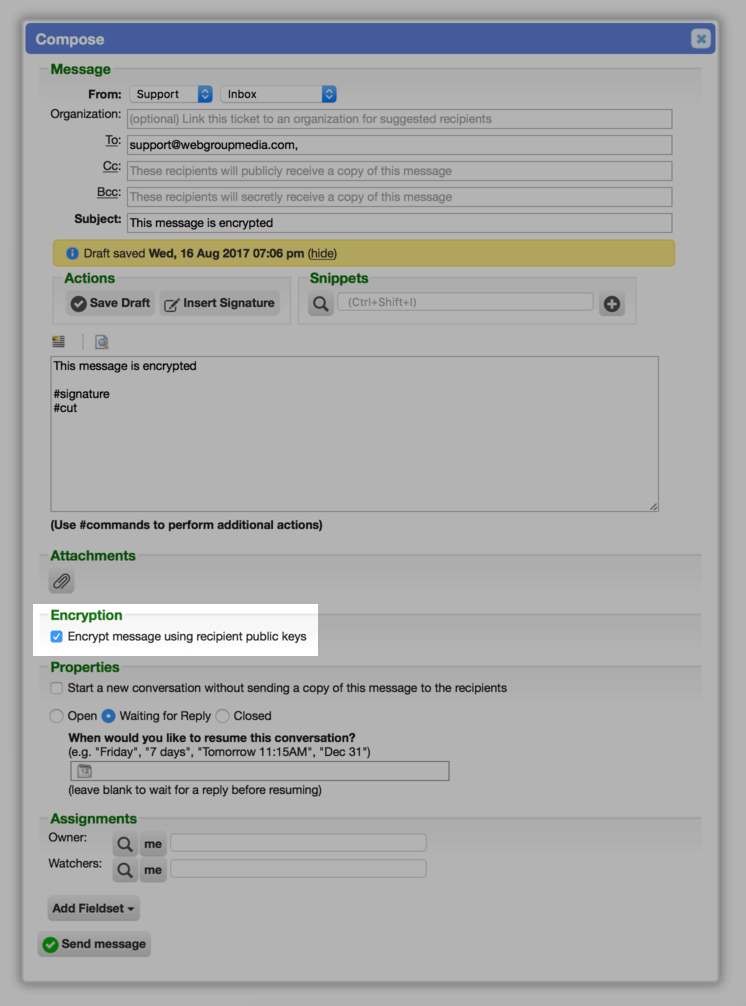 Compose
Message
From: Support Inbox
Organization: (optional) Link this ticket to an organization for suggested recipients
To: support@webgroupmedia.com,
Cc: These recipients will publicly receive a copy of this message
Bcc: These recipients will secretly receive a copy of this message
Subject: This message is encrypted
Draft saved Wed, 16 Aug 2017 07:06 pm (hide)
Actions Snippets
Save Draft Insert Signature (Ctrl+Shift+I)
This message is encrypted
#signature
#cut
(Use #commands to perform additional actions)
Attachments
Encryption
Encrypt message using recipient public keys
Properties
Start a new conversation without sending a copy of this message to the recipients
Open Waiting for Reply Closed
When would you like to resume this conversation?
(e.g. "Friday", "7 days", "Tomorrow 11:15AM", "Dec 31")
12
(leave blank to wait for a reply before resuming)
Assignments
Owner: me
Watchers: me
Add Fieldset
Send message